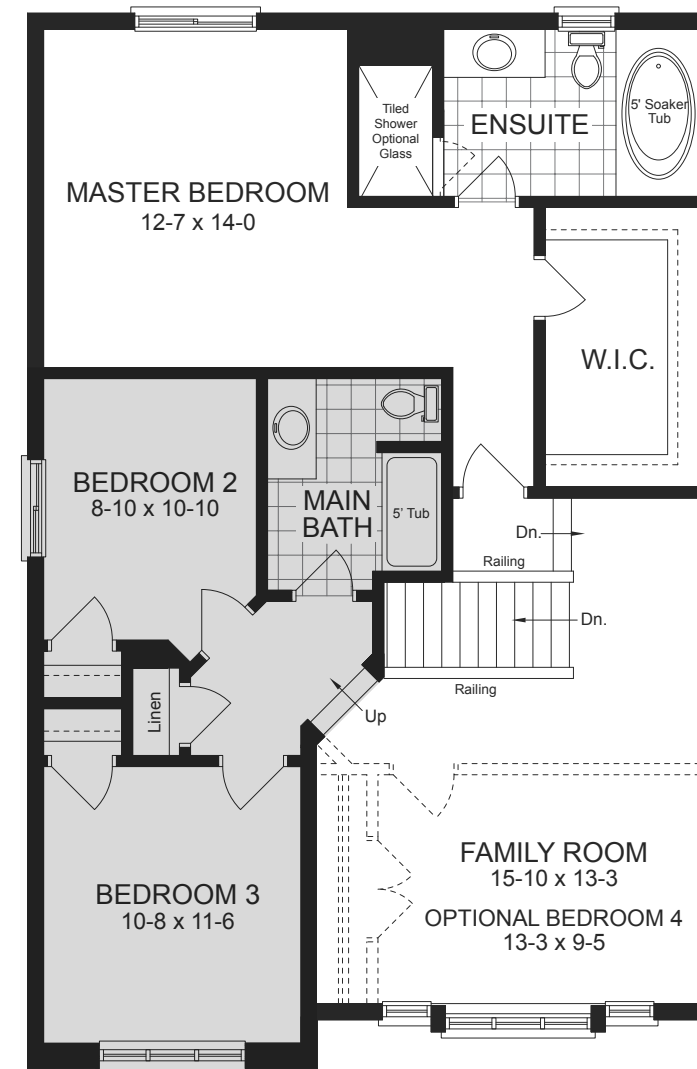 Tiled
Shower
Optional
Glass
ENSUITE
5' Soaker
Tub
MASTER BEDROOM
12-7 x 14-0
W.I.C.
BEDROOM 2
8-10 x 10-10
MAIN
BATH
5' Tub
Dn.
Railing
Dn.
Railing
Linen
Up
FAMILY ROOM
15-10 x 13-3
OPTIONAL BEDROOM 4
13-3 x 9-5
BEDROOM 3
10-8 x 11-6